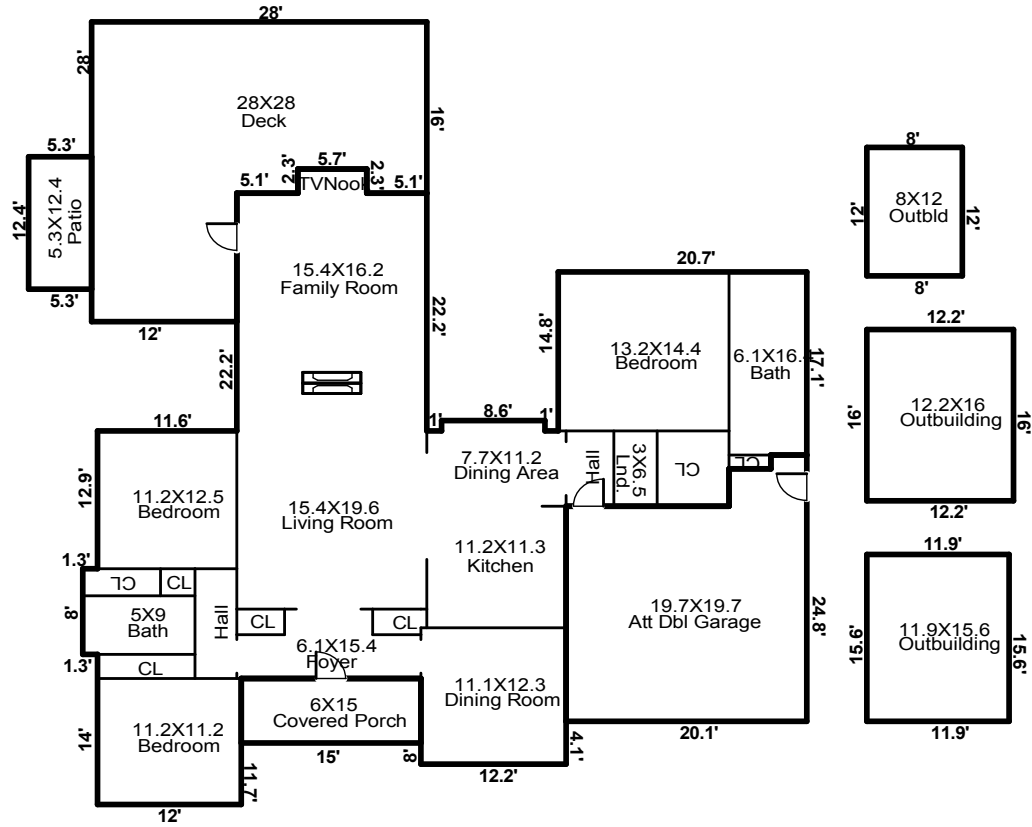 28'
28'
28X28
Deck
16'
5.3'
5.3X12.4
Patio
12.4'
5.3'
12'
5.1'
2.3'
5.7'
2.3'
5.1'
TVNook
15.4X16.2
Family Room
22.2'
22.2'
20.7'
14.8'
13.2X14.4
Bedroom
6.1X16.4
Bath
17.1'
8'
12'
8X12
Outbld
12'
8'
12.2'
16'
12.2X16
Outbuilding
16'
12.2'
11.6'
12.9'
11.2X12.5
Bedroom
15.4X19.6
Living Room
1'
8.6'
1'
7.7X11.2
Dining Area
Hall
3X6.5
Lnd.
CL
CL
11.2X11.3
Kitchen
1.3'
CL
CL
8'
5X9
Bath
Hall
CL
CL
1.3'
CL
6.1X15.4
Foyer
19.7X19.7
Att Dbl Garage
24.8'
11.9'
15.6'
11.9X15.6
Outbuilding
15.6'
11.9'
14'
11.2X11.2
Bedroom
6X15
Covered Porch
11.1X12.3
Dining Room
11.7'
15'
8'
4.1'
20.1'
12.2'
12'